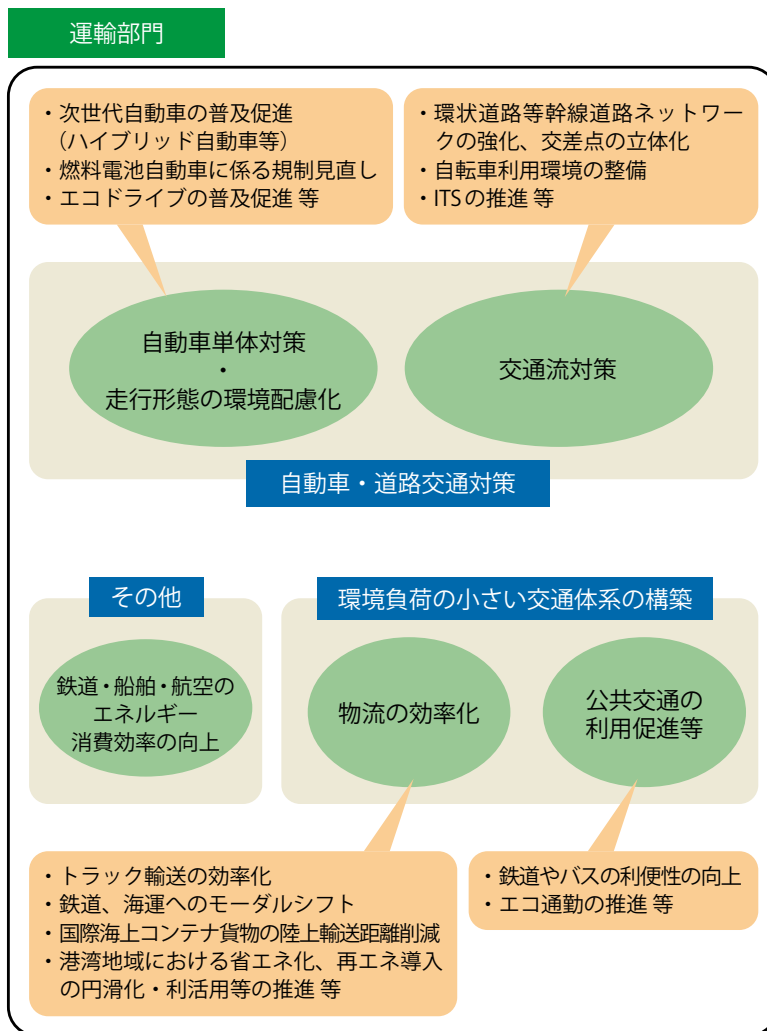 運輸部門
・次世代自動車の普及促進
（ハイブリッド自動車等）
・燃料電池自動車に係る規制見直し
・エコドライブの普及促進 等
・環状道路等幹線道路ネットワー
クの強化、交差点の立体化
・自転車利用環境の整備
・ITSの推進 等
自動車単体対策
・
走行形態の環境配慮化
交通流対策
自動車・道路交通対策
その他
鉄道・船舶・航空の
エネルギー
消費効率の向上
環境負荷の小さい交通体系の構築
物流の効率化
公共交通の
利用促進等
・トラック輸送の効率化
・鉄道、海運へのモーダルシフト
・国際海上コンテナ貨物の陸上輸送距離削減
・港湾地域における省エネ化、再エネ導入
の円滑化・利活用等の推進 等
・鉄道やバスの利便性の向上
・エコ通勤の推進 等